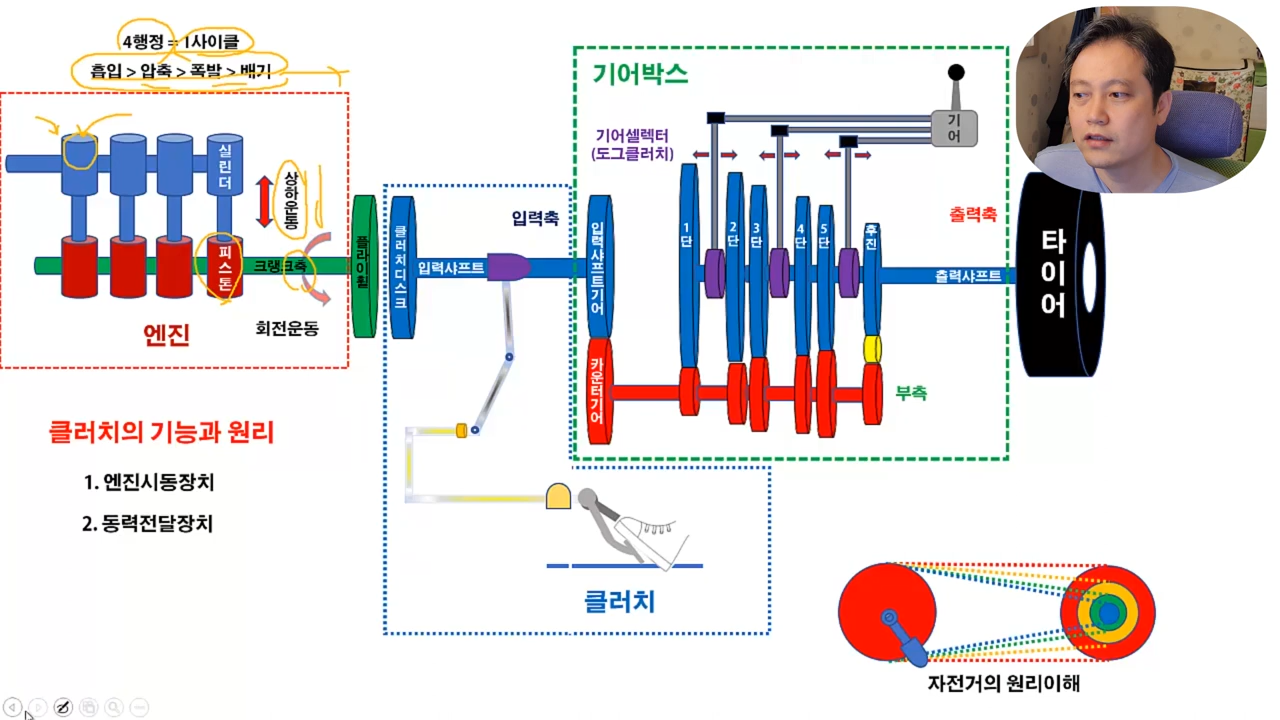 4행정 = 1사이클
흡입 > 압축 > 폭발 > 배기
실린더
상하운동
피스톤
크랭크축
엔진
회전운동
플라이휠
클러치디스크
입력축
입력샤프트
입력샤프트기어
카운터기어
기어박스
기어셀렉터
(도그클러치)
기어
1단
2단
3단
4단
5단
후진
출력축
출력샤프트
타이어
부측
클러치의 기능과 원리
1. 엔진시동장치
2. 동력전달장치
클러치
자전거의 원리이해